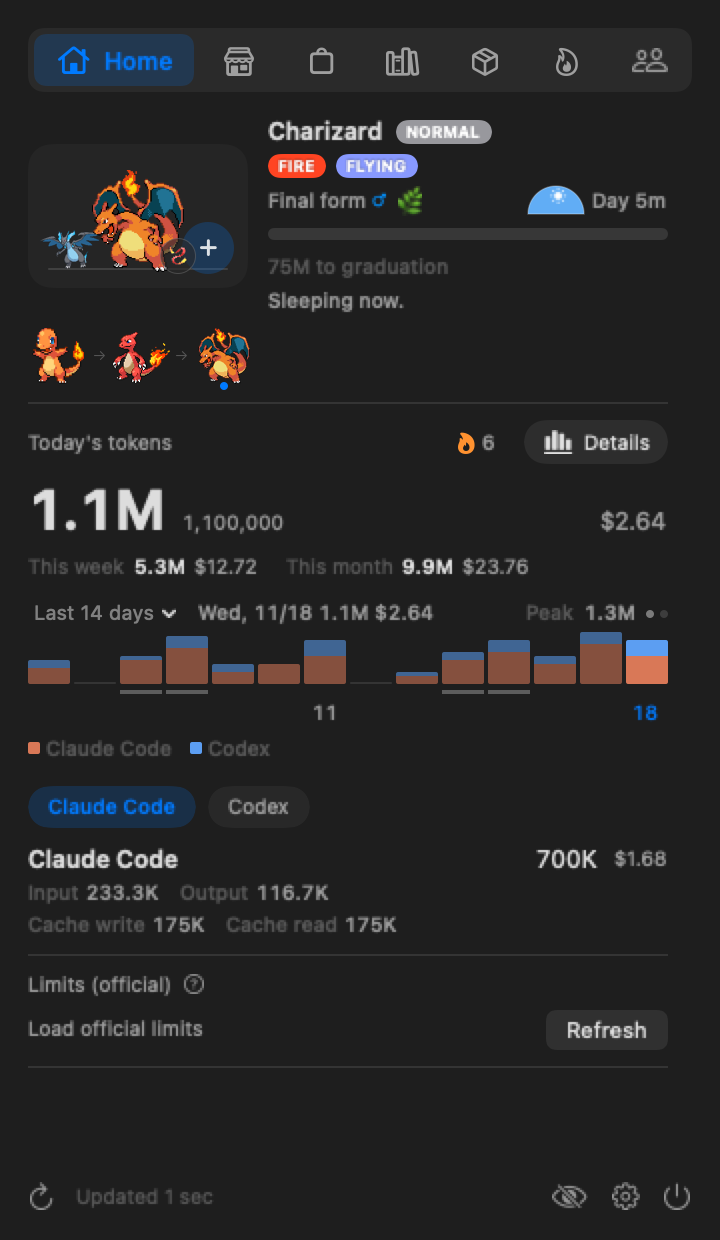 Home
Charizard NORMAL
FIRE FLYING
Final form ♂ Day 5m
75M to graduation
Sleeping now.
Today's tokens 6 Details
1.1M 1,100,000 $2.64
This week 5.3M $12.72 This month 9.9M $23.76
Last 14 days Wed, 11/18 1.1M $2.64 Peak 1.3M
11 18
Claude Code Codex
Claude Code Codex
Claude Code 700K $1.68
Input 233.3K Output 116.7K
Cache write 175K Cache read 175K
Limits (official) ?
Load official limits Refresh
Updated 1 sec